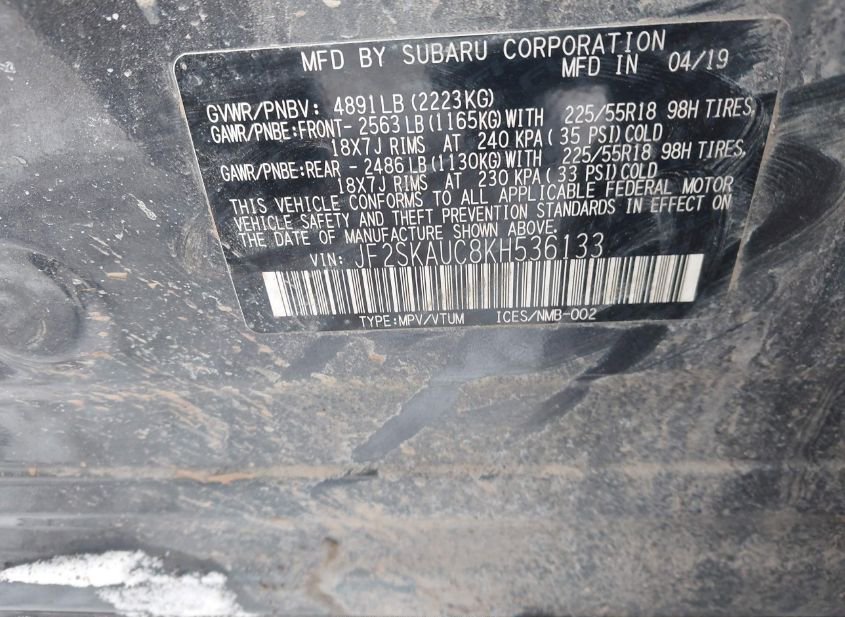 MFD BY SUBARU CORPORATION
MFD IN 04/19
GVWR/PNBV: 4891LB(2223KG)
GAWR/PNBE:FRONT- 2563LB(1165KG)WITH 225/55R18 98H TIRES,
18X7J RIMS AT 240 KPA(35 PSI)COLD
GAWR/PNBE:REAR - 2486LB(1130KG)WITH 225/55R18 98H TIRES,
18X7J RIMS AT 230 KPA(33 PSI)COLD
THIS VEHICLE CONFORMS TO ALL APPLICABLE FEDERAL MOTOR
VEHICLE SAFETY AND THEFT PREVENTION STANDARDS IN EFFECT ON
THE DATE OF MANUFACTURE SHOWN ABOVE.
VIN: JF2SKAUC8KH536133
TYPE:MPV/VTUM ICES/NMB-002